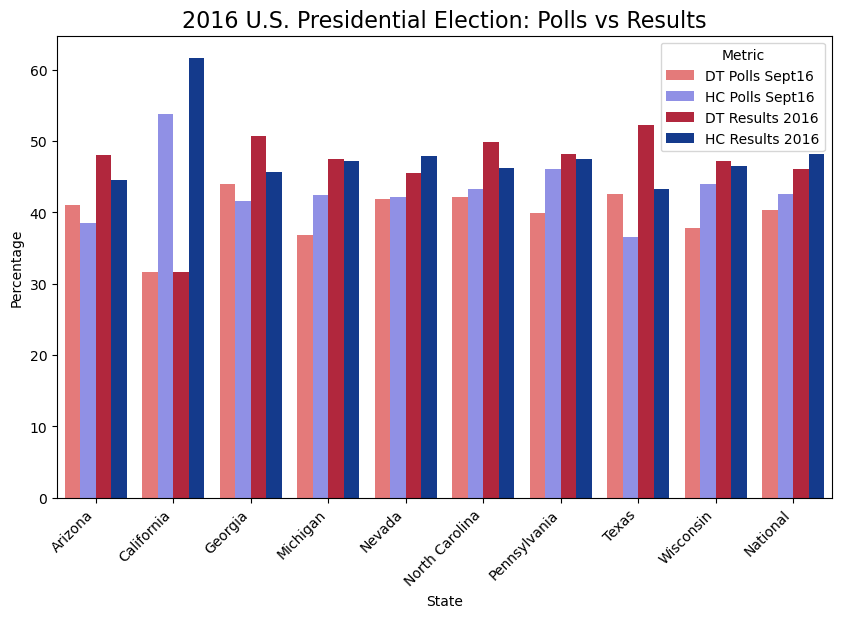 2016 U.S. Presidential Election: Polls vs Results
Metric
DT Polls Sept16
HC Polls Sept16
DT Results 2016
HC Results 2016
Percentage
60
50
40
30
20
10
0
Arizona
California
Georgia
Michigan
Nevada
North Carolina
Pennsylvania
Texas
Wisconsin
National
State